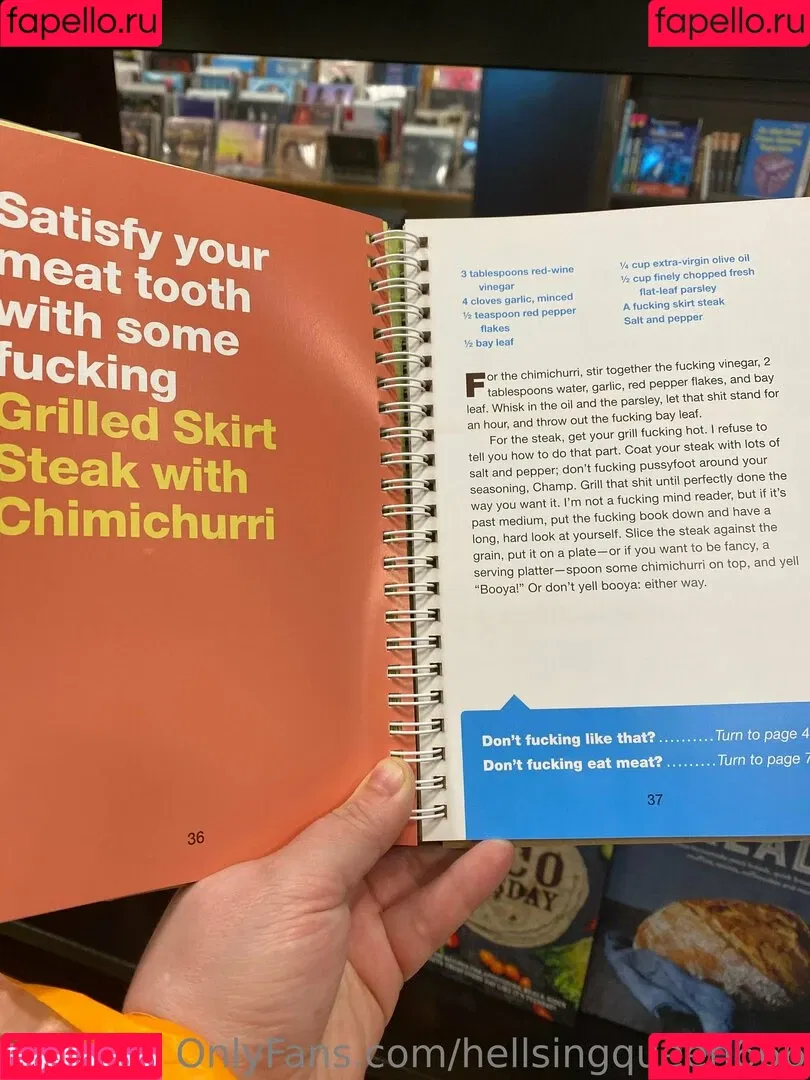 fapello.ru
fapello.ru
Satisfy your
meat tooth
with some
fucking
Grilled Skirt
Steak with
Chimichurri
36
3 tablespoons red-wine
vinegar
4 cloves garlic, minced
½ teaspoon red pepper
flakes
½ bay leaf
¼ cup extra-virgin olive oil
½ cup finely chopped fresh
flat-leaf parsley
A fucking skirt steak
Salt and pepper
For the chimichurri, stir together the fucking vinegar, 2
tablespoons water, garlic, red pepper flakes, and bay
leaf. Whisk in the oil and the parsley, let that shit stand for
an hour, and throw out the fucking bay leaf.
For the steak, get your grill fucking hot. I refuse to
tell you how to do that part. Coat your steak with lots of
salt and pepper; don't fucking pussyfoot around your
seasoning, Champ. Grill that shit until perfectly done the
way you want it. I'm not a fucking mind reader, but if it's
past medium, put the fucking book down and have a
long, hard look at yourself. Slice the steak against the
grain, put it on a plate—or if you want to be fancy, a
serving platter—spoon some chimichurri on top, and yell
"Booya!" Or don't yell booya: either way.
Don't fucking like that? .......... Turn to page 4
Don't fucking eat meat? ......... Turn to page 7
37
DAY
fapello.ru
OnlyFans.com/hellsingqu
fapello.ru